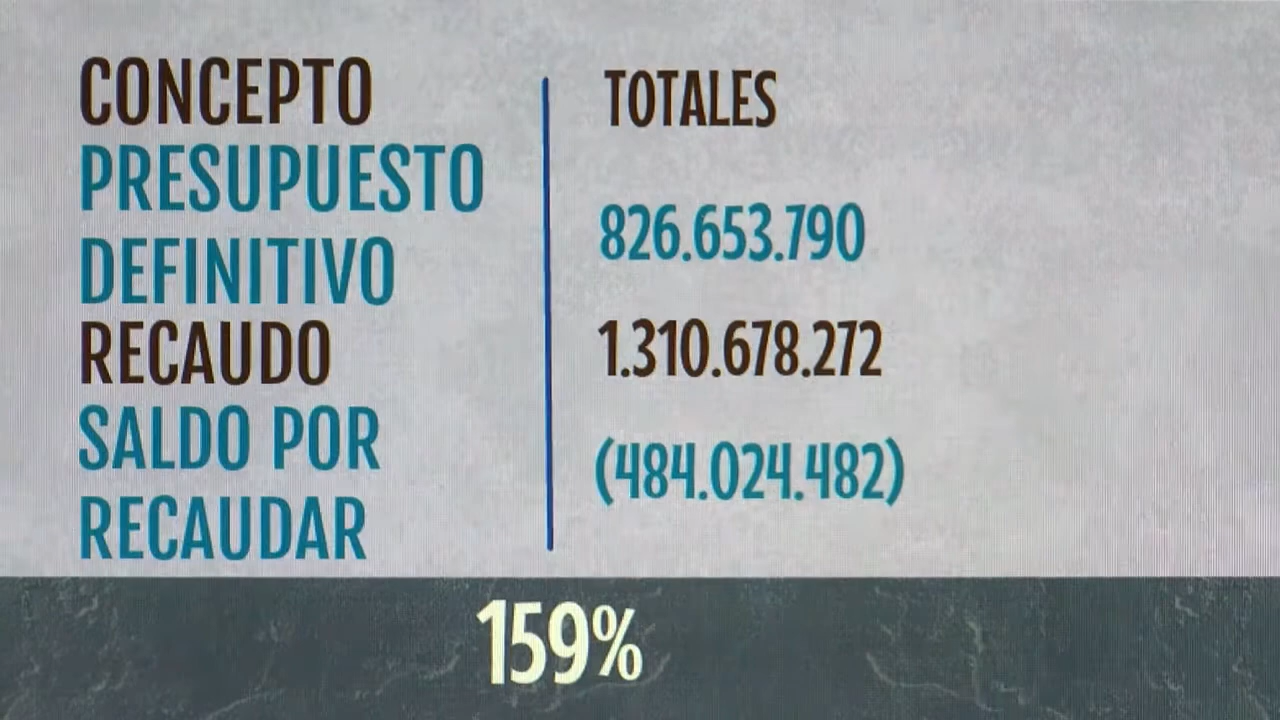 CONCEPTO
TOTALES
PRESUPUESTO
DEFINITIVO
826.653.790
RECAUDO
1.310.678.272
SALDO POR
RECAUDAR
(484.024.482)
159%